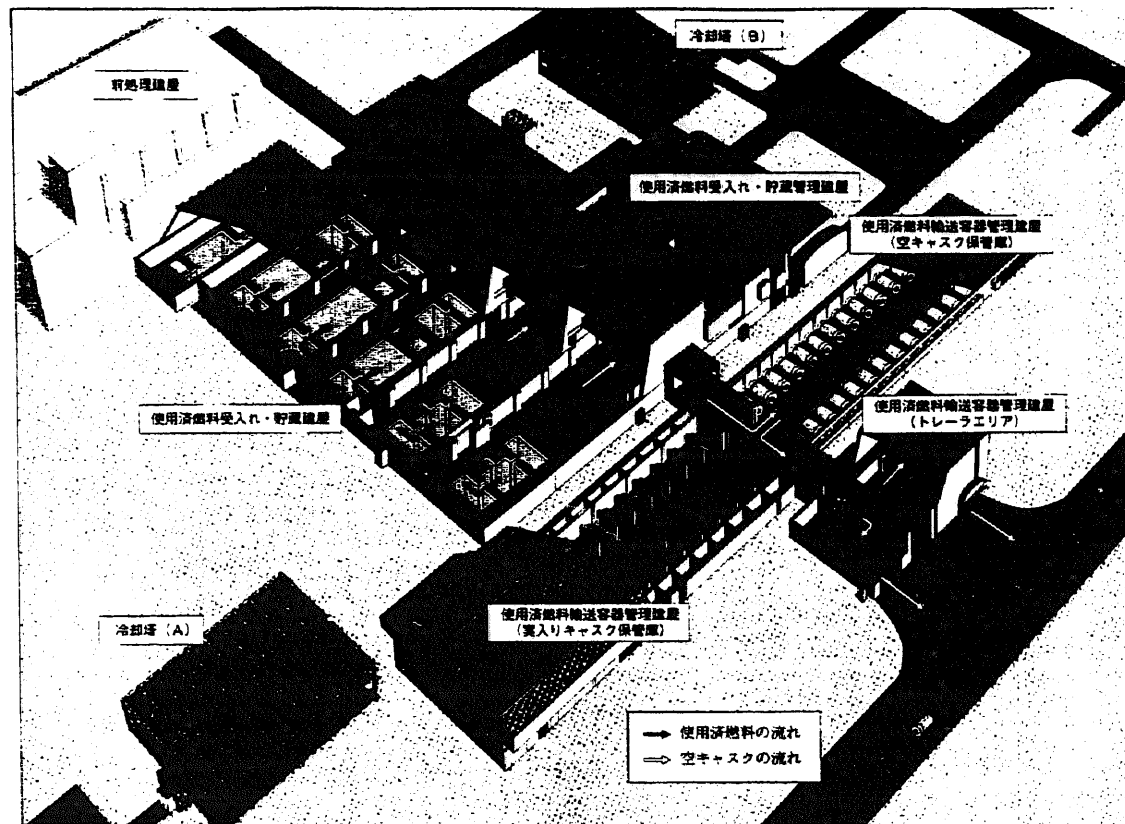 冷却塔（B）
前処理建屋
使用済燃料受入れ・貯蔵管理建屋
使用済燃料輸送容器管理建屋
（空キャスク保管庫）
使用済燃料受入れ・貯蔵建屋
使用済燃料輸送容器管理建屋
（トレーラエリア）
冷却塔（A）
使用済燃料輸送容器管理建屋
（実入りキャスク保管庫）
使用済燃料の流れ
空キャスクの流れ